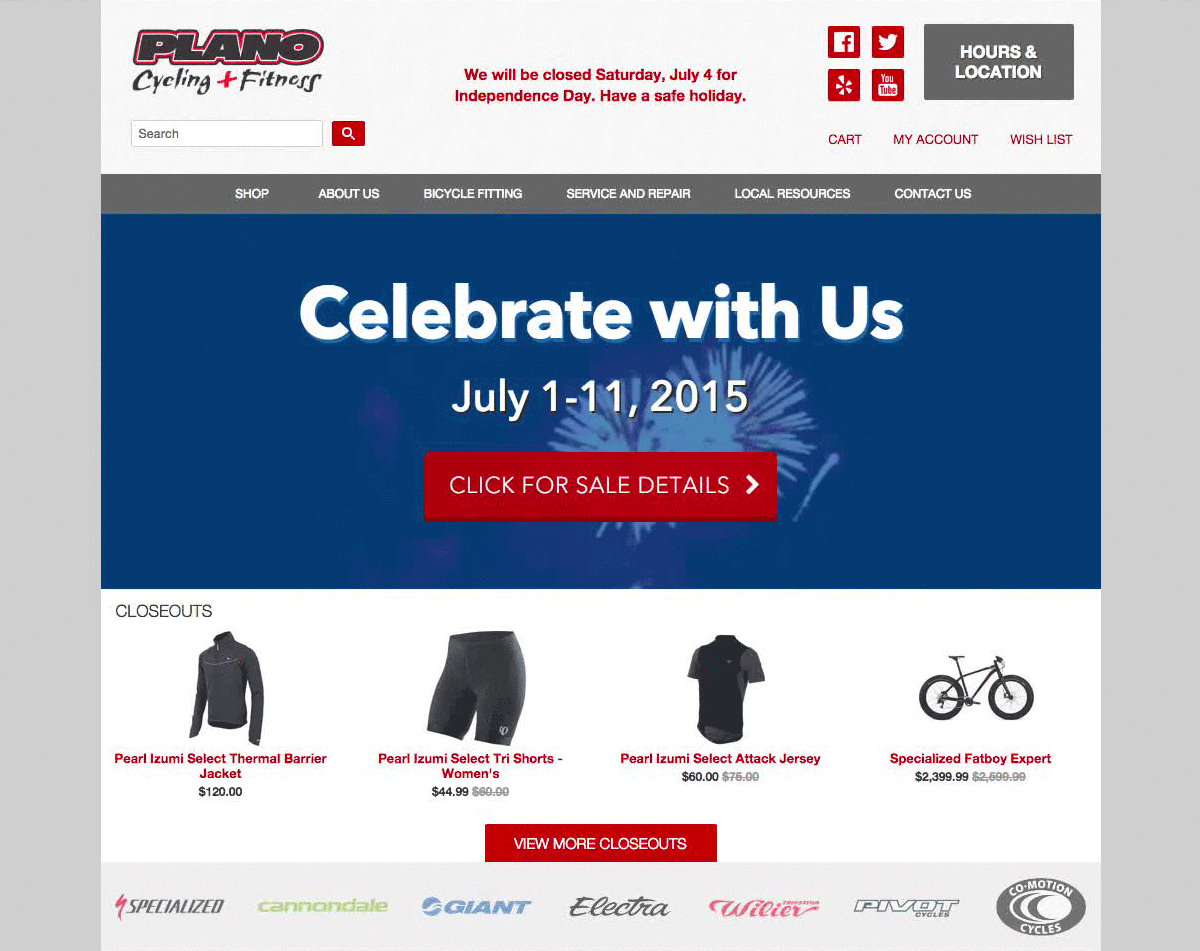 PLANO
Cycling + Fitness
We will be closed Saturday, July 4 for
Independence Day. Have a safe holiday.
You
Tube
HOURS &
LOCATION
Search
CART MY ACCOUNT WISH LIST
SHOP ABOUT US BICYCLE FITTING SERVICE AND REPAIR LOCAL RESOURCES CONTACT US
Celebrate with Us
July 1-11, 2015
CLICK FOR SALE DETAILS
CLOSEOUTS
Pearl Izumi Select Thermal Barrier
Jacket
$120.00
Pearl Izumi Select Tri Shorts -
Women's
$44.99 $60.00
Pearl Izumi Select Attack Jersey
$60.00 $75.00
Specialized Fatboy Expert
$2,399.99 $2,599.99
VIEW MORE CLOSEOUTS
SPECIALIZED
cannondale
GIANT
Electra
Wilier
TRIESTINA
PIVOT
CYCLES
CO-MOTION
CYCLES